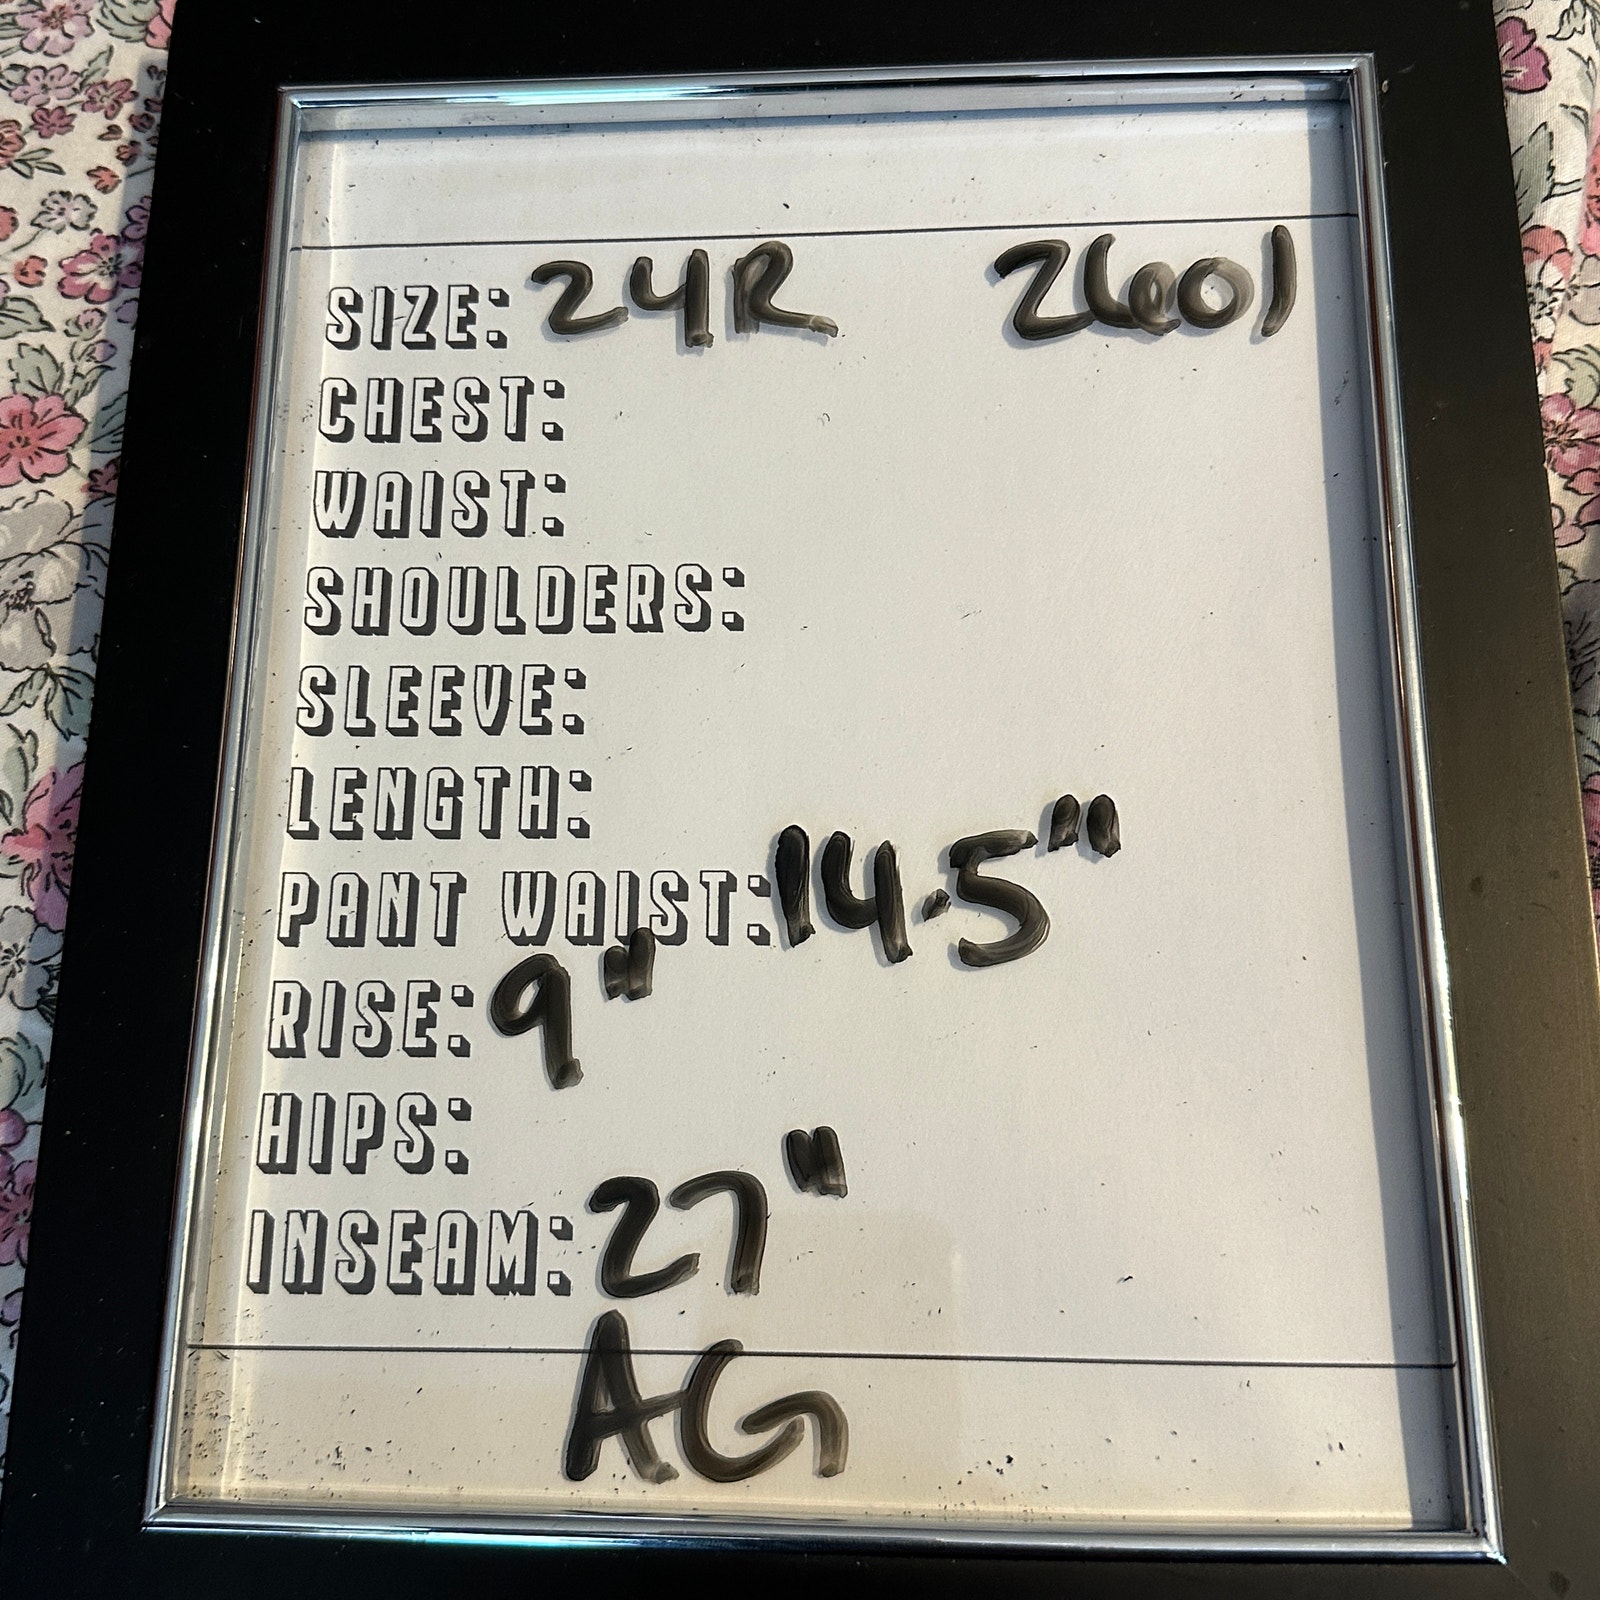 SIZE: 24R 2601
CHEST:
WAIST:
SHOULDERS:
SLEEVE:
LENGTH:
PANT WAIST: 14.5"
RISE: 9"
HIPS:
INSEAM: 27"
AG